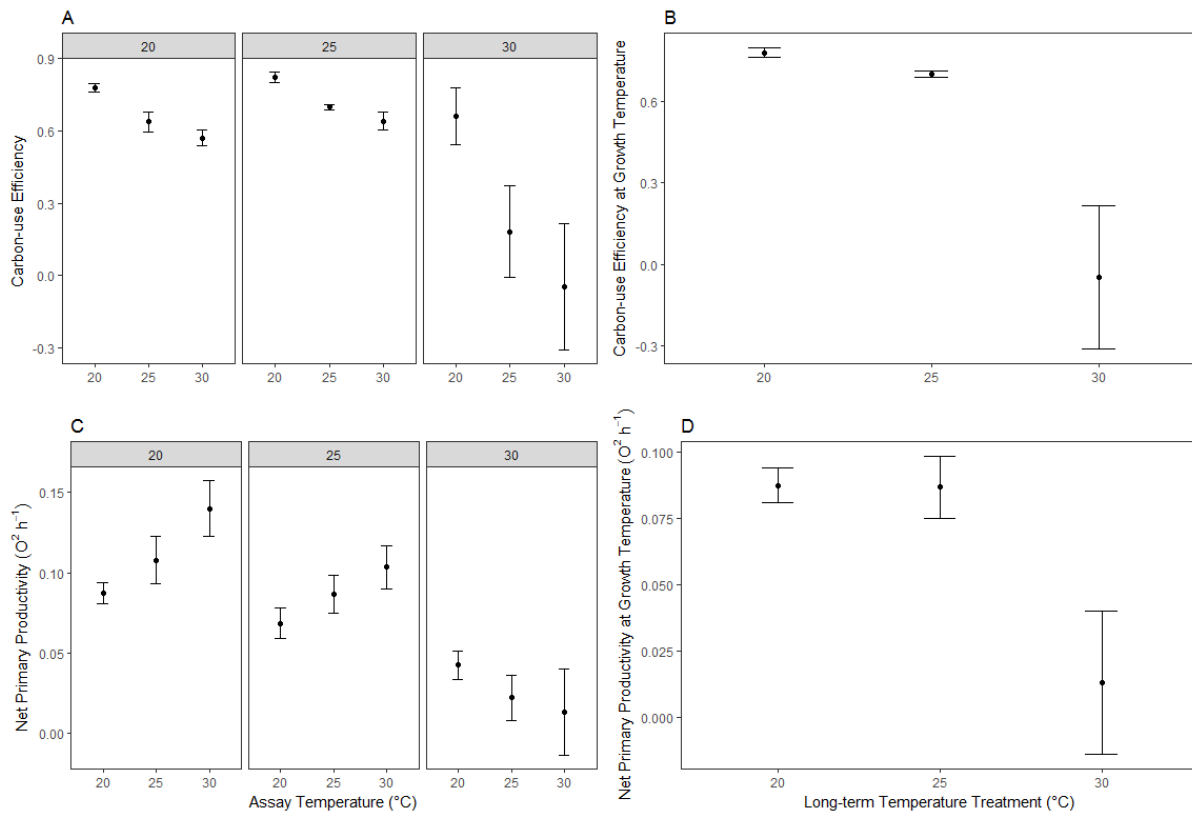 A
20 25 30
Carbon-use Efficiency
0.9
0.6
0.3
0.0
-0.3
20 25 30 20 25 30 20 25 30
B
Carbon-use Efficiency at Growth Temperature
0.6
0.3
0.0
-0.3
20 25 30
C
20 25 30
Net Primary Productivity (O² h⁻¹)
0.15
0.10
0.05
0.00
20 25 30 20 25 30 20 25 30
Assay Temperature (°C)
D
Net Primary Productivity at Growth Temperature (O² h⁻¹)
0.100
0.075
0.050
0.025
0.000
20 25 30
Long-term Temperature Treatment (°C)